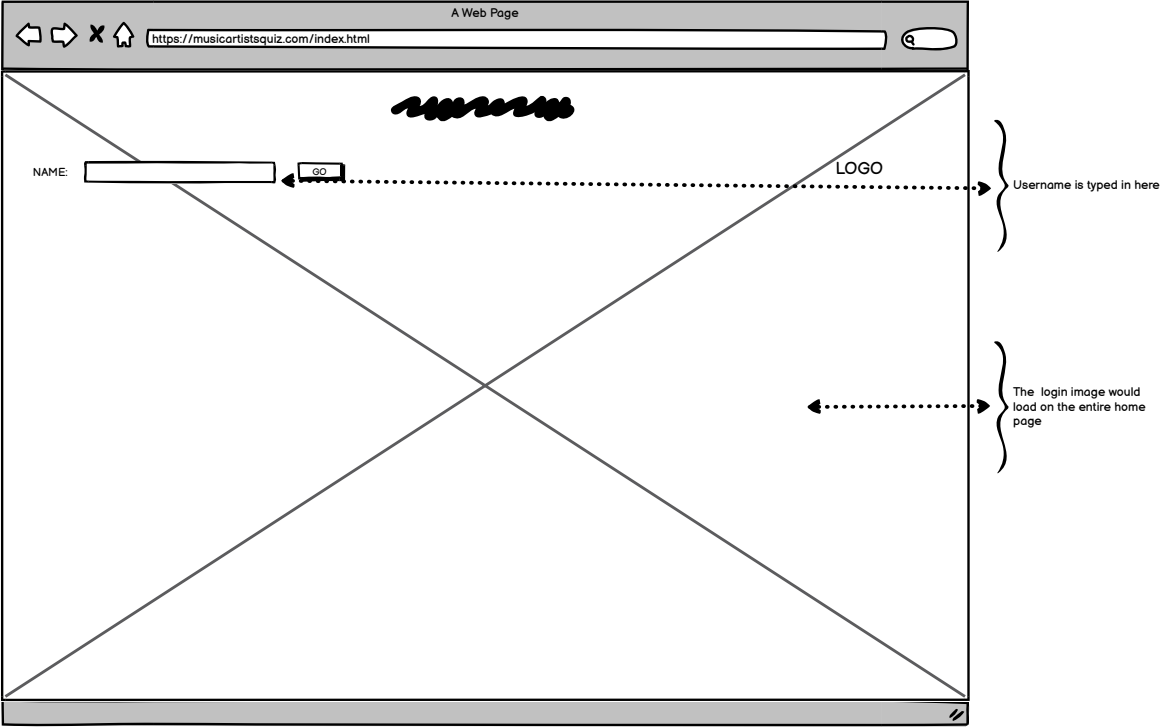 A Web Page
https://musicartistsquiz.com/index.html
NAME:
GO
LOGO
Username is typed in here
The login image would
load on the entire home
page